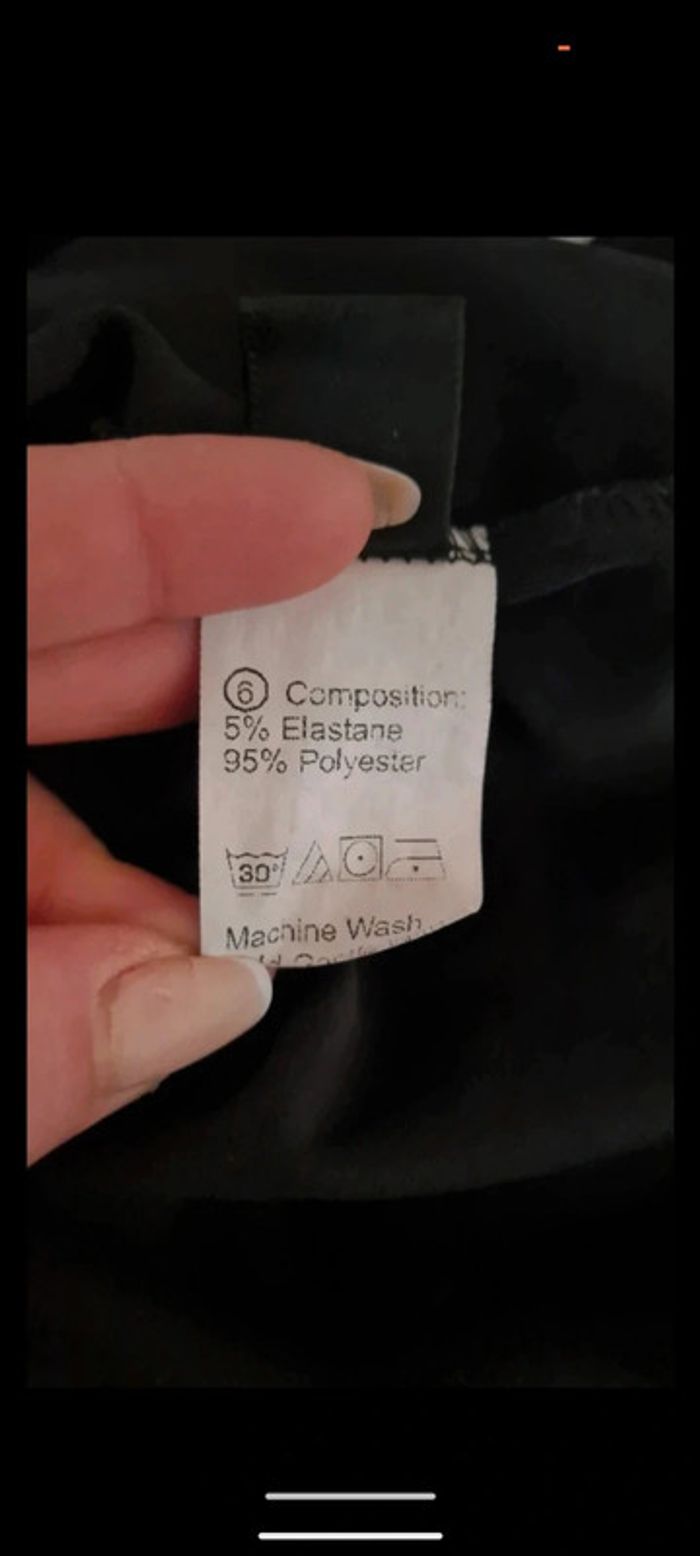 6 Composition:
5% Elastane
95% Polyester
30°
Machine Wash